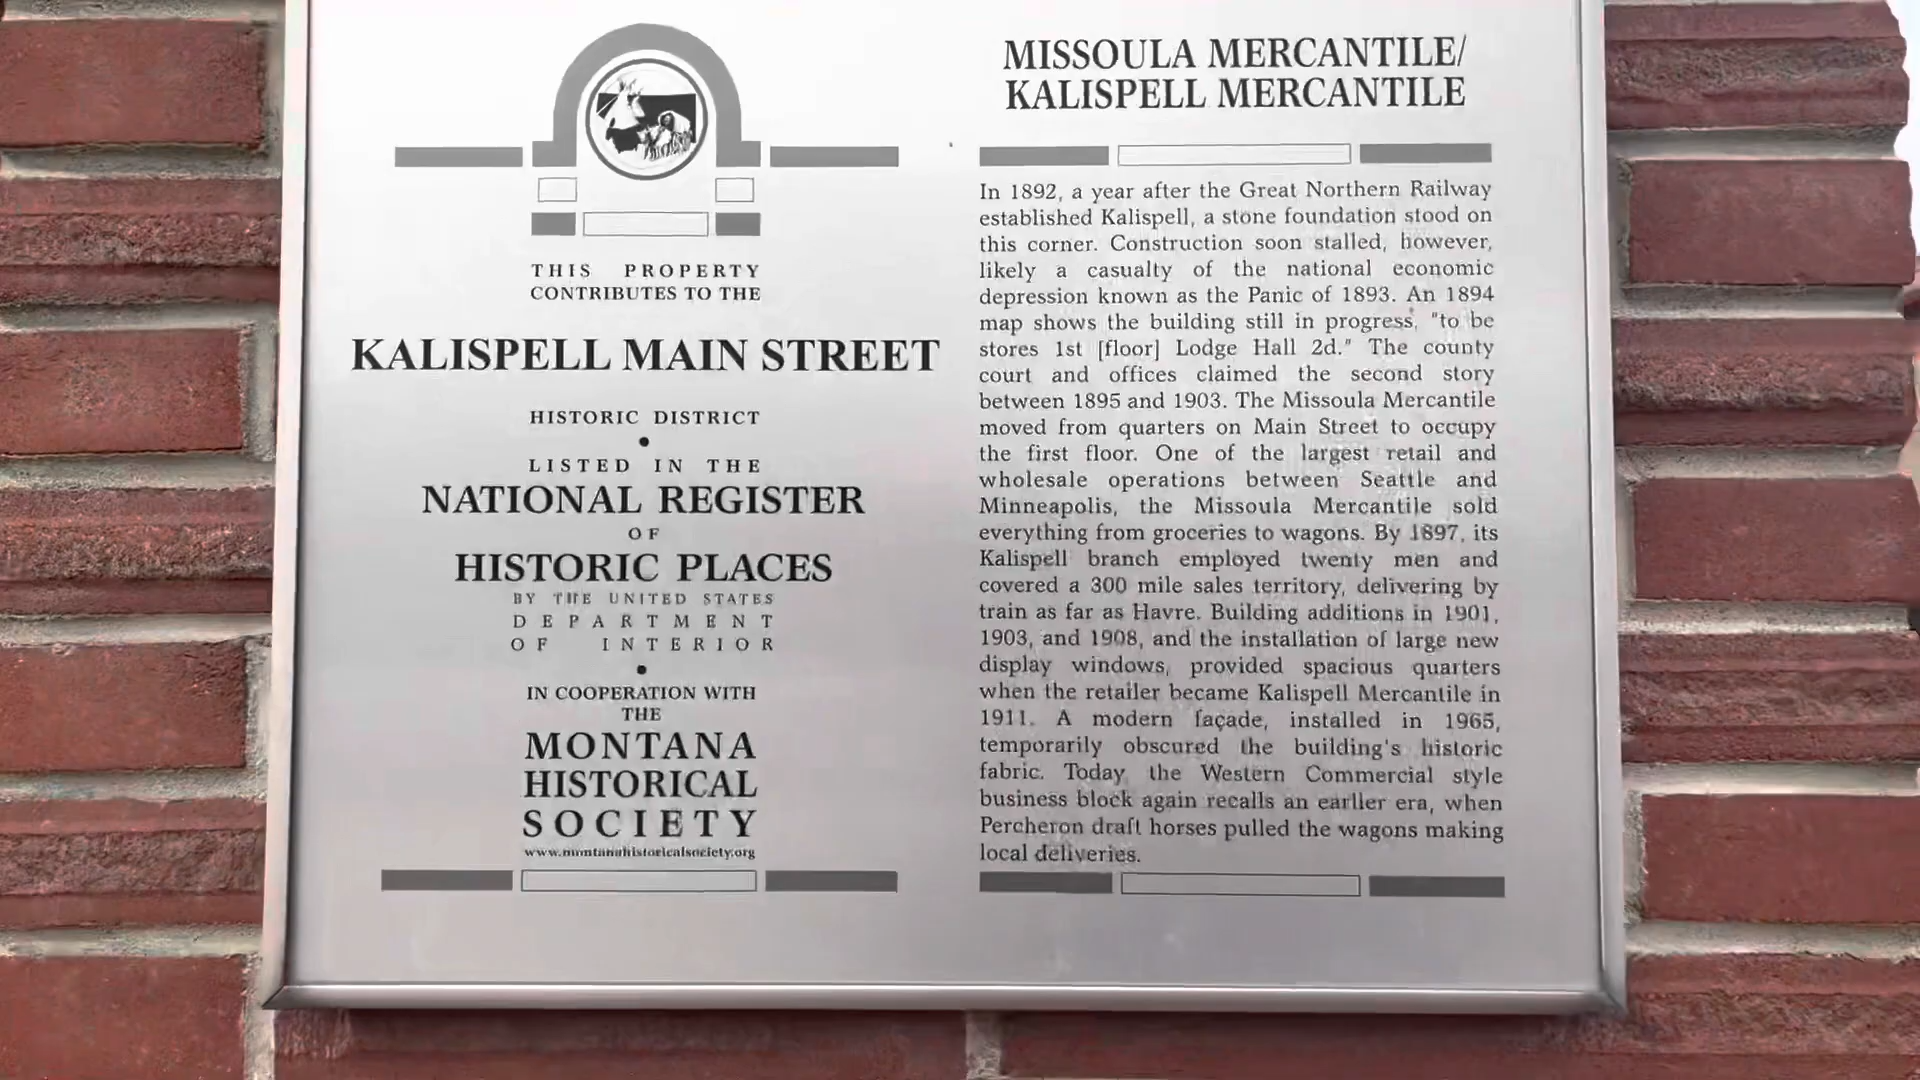 THIS PROPERTY
CONTRIBUTES TO THE
KALISPELL MAIN STREET
HISTORIC DISTRICT
•
LISTED IN THE
NATIONAL REGISTER
OF
HISTORIC PLACES
BY THE UNITED STATES
DEPARTMENT
OF INTERIOR
•
IN COOPERATION WITH
THE
MONTANA
HISTORICAL
SOCIETY
www.montanahistoricalsociety.org
MISSOULA MERCANTILE/
KALISPELL MERCANTILE
In 1892, a year after the Great Northern Railway
established Kalispell, a stone foundation stood on
this corner. Construction soon stalled, however,
likely a casualty of the national economic
depression known as the Panic of 1893. An 1894
map shows the building still in progress, "to be
stores 1st [floor] Lodge Hall 2d." The county
court and offices claimed the second story
between 1895 and 1903. The Missoula Mercantile
moved from quarters on Main Street to occupy
the first floor. One of the largest retail and
wholesale operations between Seattle and
Minneapolis, the Missoula Mercantile sold
everything from groceries to wagons. By 1897, its
Kalispell branch employed twenty men and
covered a 300 mile sales territory, delivering by
train as far as Havre. Building additions in 1901,
1903, and 1908, and the installation of large new
display windows, provided spacious quarters
when the retailer became Kalispell Mercantile in
1911. A modern façade, installed in 1965,
temporarily obscured the building's historic
fabric. Today, the Western Commercial style
business block again recalls an earlier era, when
Percheron draft horses pulled the wagons making
local deliveries.